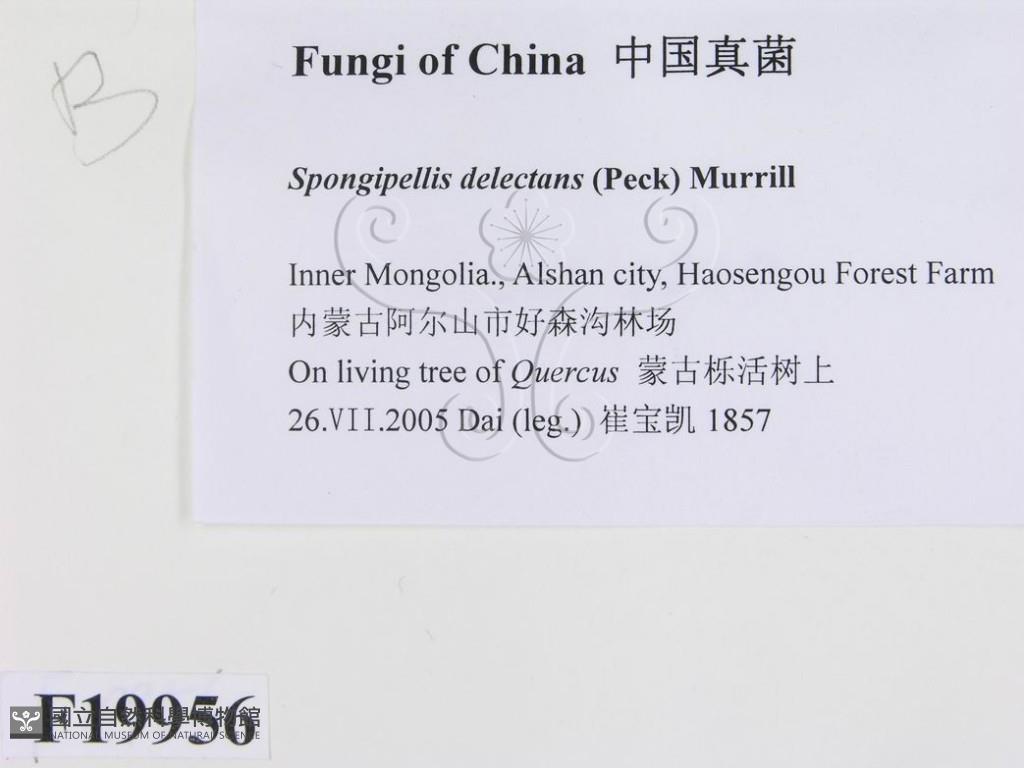 B
Fungi of China 中国真菌
Spongipellis delectans (Peck) Murrill
Inner Mongolia., Alshan city, Haosengou Forest Farm
内蒙古阿尔山市好森沟林场
On living tree of Quercus 蒙古栎活树上
26.VII.2005 Dai (leg.) 崔宝凯 1857
F19956
國立自然科學博物館
NATIONAL MUSEUM OF NATURAL SCIENCE